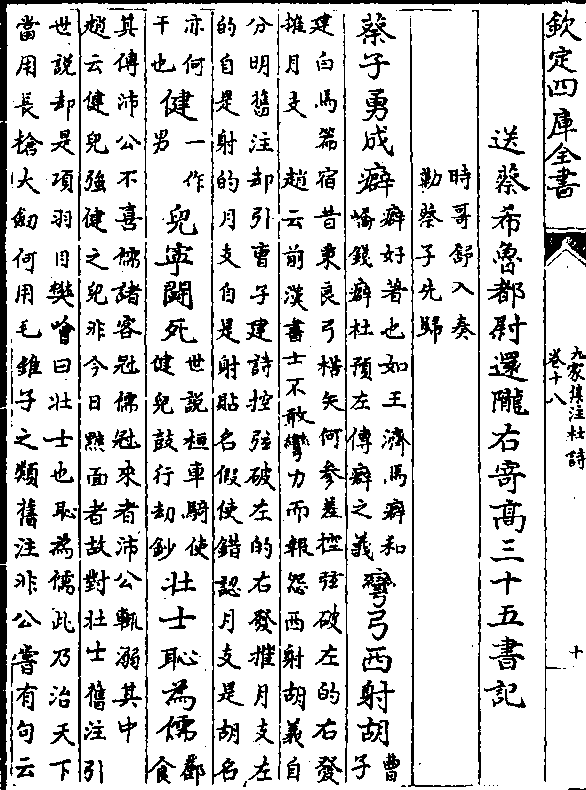 欽定四庫全書
九家集注杜詩
卷十八
十
送蔡希魯都尉還隴右寄高三十五書記
時哥舒入奏
勒蔡子先歸
蔡子勇成癖
癖好著也如王濟馬癖和
嶠錢癖杜預左傳癖之義
彎弓西射胡
曹
子
建白馬篇宿昔秉良弓楛矢何參差控弦破左的右發
摧月支 趙云前漢書士不敢彎力而報怨西射胡義自
分明舊注却引曹子建詩控弦破左的右發摧月支左
的自是射的月支自是射貼名假使錯認月支是胡名
亦何
干也
健
一作
男
兒寧鬬死
世說桓車騎使
健兒鼓行劫鈔
壯士恥為儒
酈
食
其傳沛公不喜儒諸客冠儒冠來者沛公輒溺其中
趙云健兒強健之兒非今日黥面者故對壯士舊注引
世說却是項羽目樊噲曰壯士也恥為儒此乃治天下
當用長槍大劍何用毛錐子之類舊注非公嘗有句云